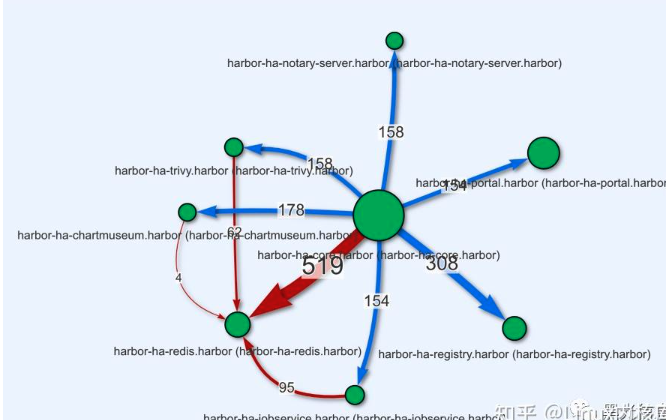 harbor-ha-notary-server.harbor (harbor-ha-notary-server.harbor)
158
158
harbor-ha-trivy.harbor (harbor-ha-trivy.harbor)
154
harbor-ha-portal.harbor (harbor-ha-portal.harbor
178
62
harbor-ha-chartmuseum.harbor (harbor-ha-chartmuseum.harbor
harbor-ha-core.harbor (harbor-ha-core.harbor)
519
308
4
154
harbor-ha-redis.harbor (harbor-ha-redis.harbor)
harbor-ha-registry.harbor (harbor-ha-registry.harbor)
95
harbor-ha-jobservice.harbor (harbor-ha-jobservice.harbor)
知乎